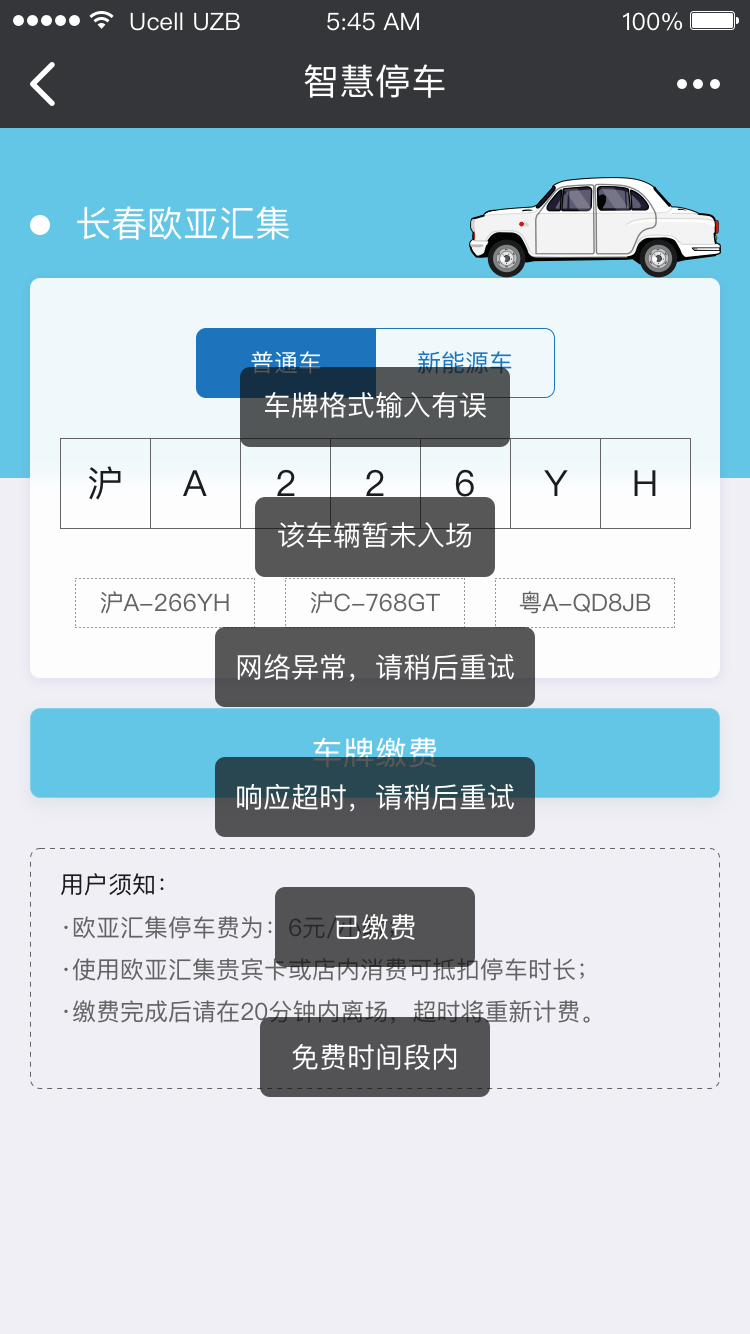 Ucell UZB 5:45 AM 100%
智慧停车
长春欧亚汇集
普通车 新能源车
车牌格式输入有误
沪 A 2 2 6 Y H
该车辆暂未入场
沪A-266YH 沪C-768GT 粤A-QD8JB
网络异常，请稍后重试
车牌缴费
响应超时，请稍后重试
用户须知：
·欧亚汇集停车费为：6元/
已缴费
·使用欧亚汇集贵宾卡或店内消费可抵扣停车时长；
·缴费完成后请在20分钟内离场，超时将重新计费。
免费时间段内